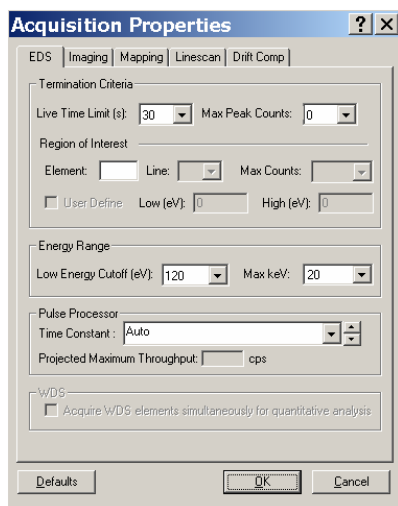 Acquisition Properties ? X
EDS Imaging Mapping Linescan Drift Comp
Termination Criteria
Live Time Limit (s): 30 Max Peak Counts: 0
Region of Interest
Element: Line: Max Counts:
User Define Low (eV): 0 High (eV): 0
Energy Range
Low Energy Cutoff (eV): 120 Max keV: 20
Pulse Processor
Time Constant : Auto
Projected Maximum Throughput: cps
WDS
Acquire WDS elements simultaneously for quantitative analysis
Defaults OK Cancel